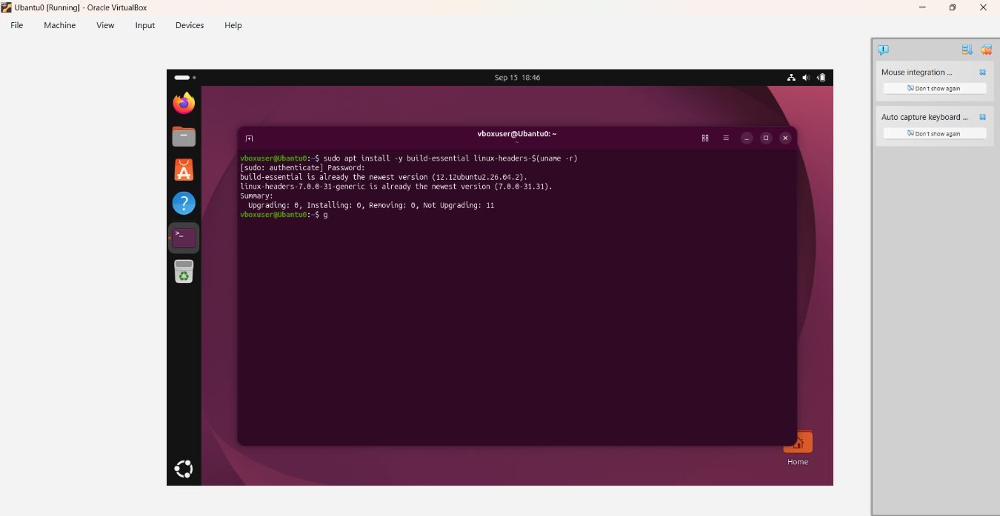 Ubantu0 [Running] - Oracle VirtualBox
File Machine View Input Devices Help
Mouse integration ...
Don't show again
Auto capture keyboard ...
Don't show again
Sep 15 18:46
vboxuser@Ubantu0: ~
~
vboxuser@Ubantu0:~$ sudo apt install -y build-essential linux-headers-$(uname -r)
[sudo: authenticate] Password:
build-essential is already the newest version (12.12ubuntu2.26.04.2).
linux-headers-7.0.0-31-generic is already the newest version (7.0.0-31.31).
Summary:
  Upgrading: 0, Installing: 0, Removing: 0, Not Upgrading: 11
vboxuser@Ubantu0:~$ g
Home